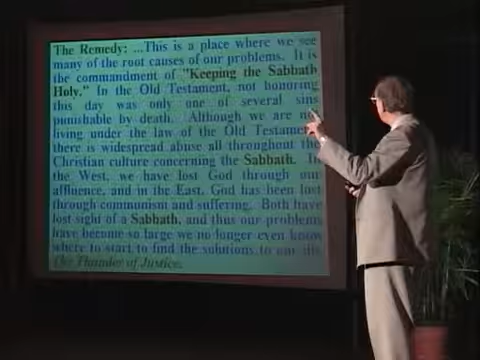 The Remedy: ...This is a place where we see
many of the root causes of our problems. It is
the commandment of "Keeping the Sabbath
Holy." In the Old Testament, not honoring
this day was only one of several sins
punishable by death. Although we are not
living under the law of the Old Testament
there is widespread abuse all throughout the
Christian culture concerning the Sabbath. In
the West, we have lost God through our
affluence, and in the East, God has been lost
through communism and suffering. Both have
lost sight of a Sabbath, and thus our problems
have become so large we no longer even know
where to start to find the solutions to our
The Thunder of Justice.